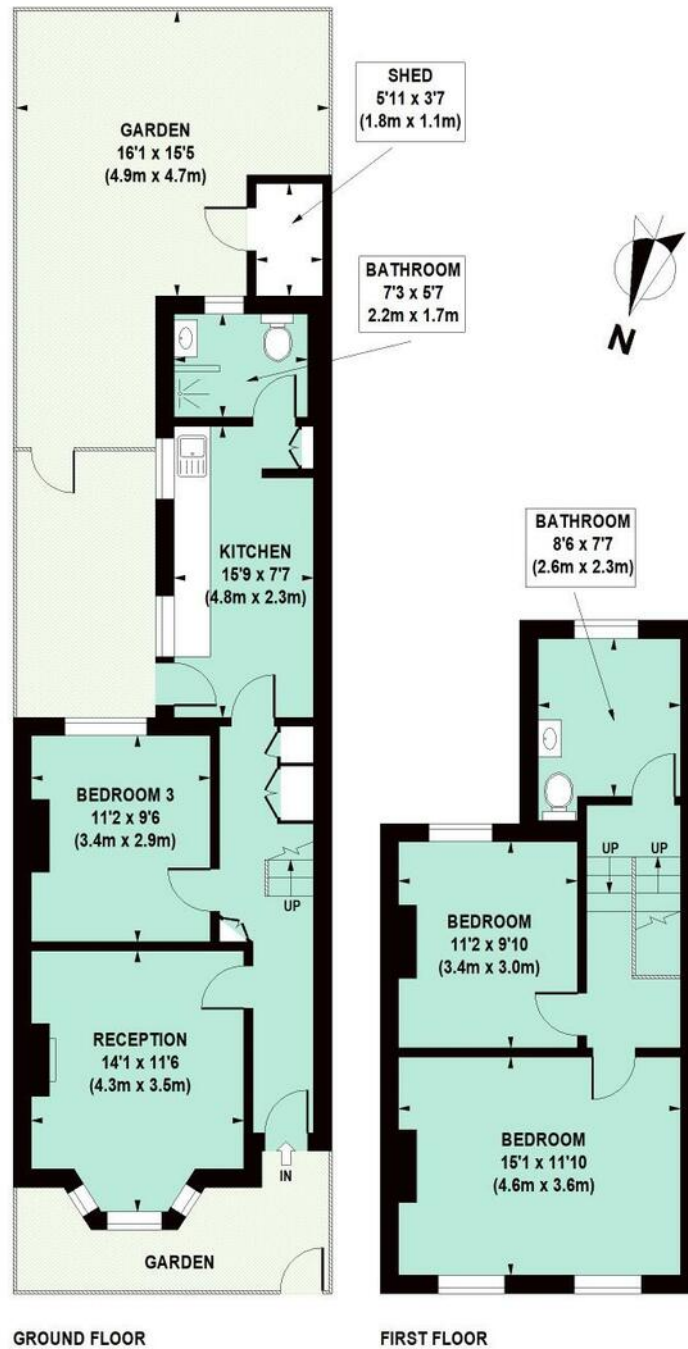 SHED
5'11 x 3'7
(1.8m x 1.1m)
GARDEN
16'1 x 15'5
(4.9m x 4.7m)
BATHROOM
7'3 x 5'7
2.2m x 1.7m
N
KITCHEN
15'9 x 7'7
(4.8m x 2.3m)
BATHROOM
8'6 x 7'7
(2.6m x 2.3m)
BEDROOM 3
11'2 x 9'6
(3.4m x 2.9m)
UP
UP
UP
BEDROOM
11'2 x 9'10
(3.4m x 3.0m)
RECEPTION
14'1 x 11'6
(4.3m x 3.5m)
BEDROOM
15'1 x 11'10
(4.6m x 3.6m)
IN
GARDEN
GROUND FLOOR
FIRST FLOOR